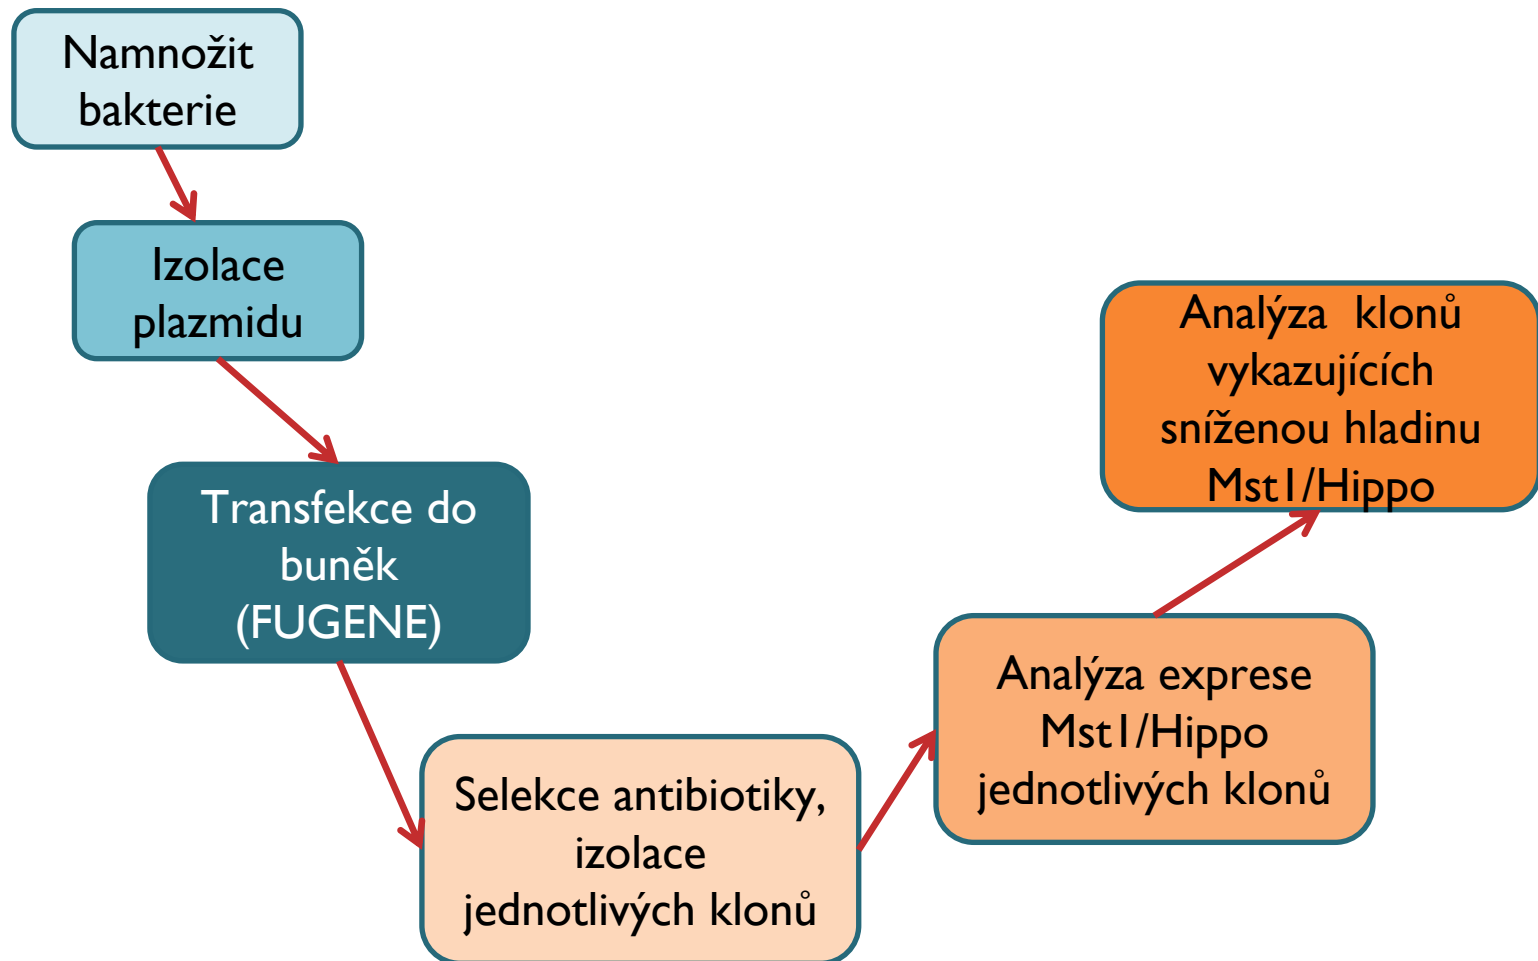 Namnožit
bakterie
Izolace
plazmidu
Transfekce do
buněk
(FUGENE)
Selekce antibiotiky,
izolace
jednotlivých klonů
Analýza exprese
Mst1/Hippo
jednotlivých klonů
Analýza  klonů
vykazujících
sníženou hladinu
Mst1/Hippo